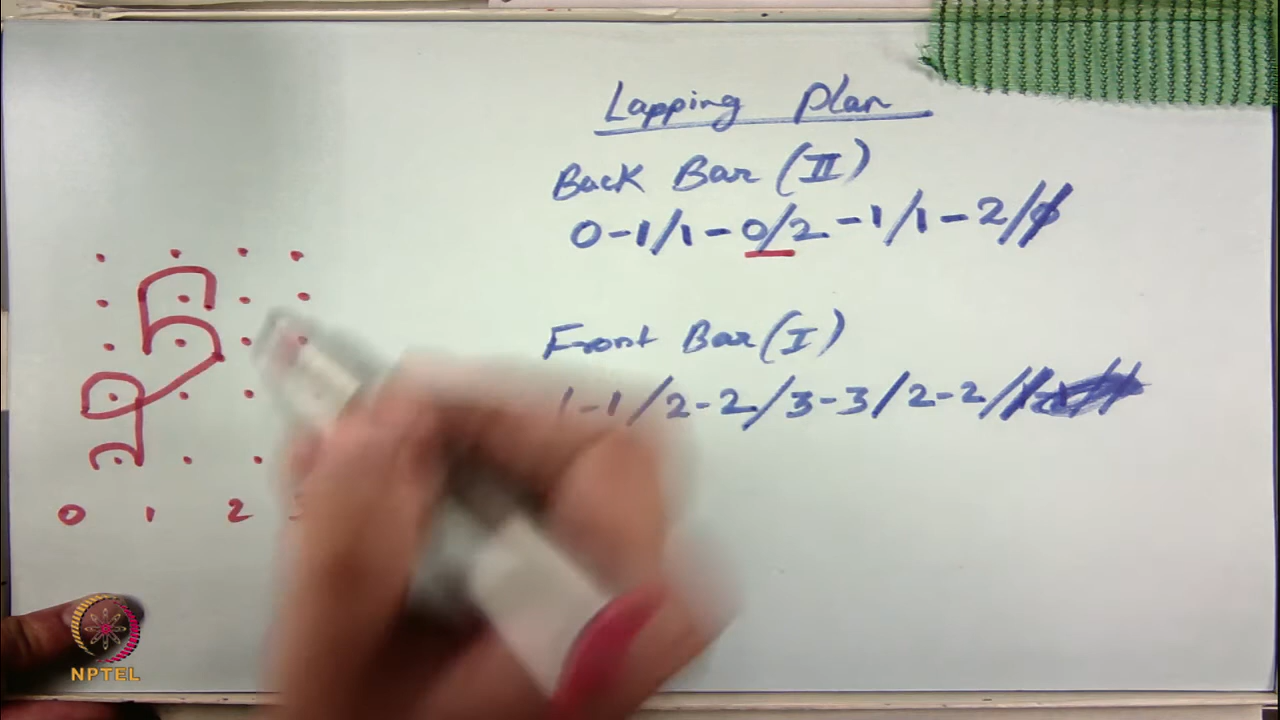 Lapping Plan
Back Bar (II)
0-1/1-0/2-1/1-2//
Front Bar (I)
1-1/2-2/3-3/2-2//
0 1 2
NPTEL